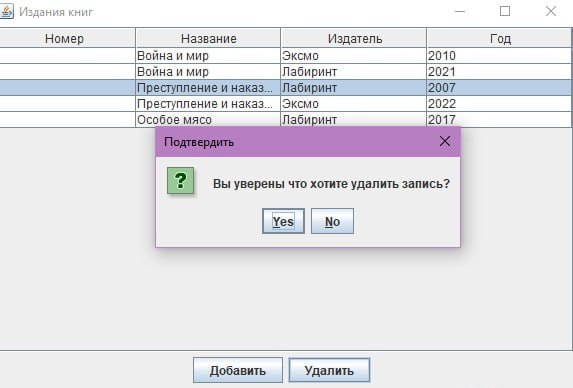 Издания книг
Номер Название Издатель Год
Война и мир Эксмо 2010
Война и мир Лабиринт 2021
Преступление и наказ... Лабиринт 2007
Преступление и наказ... Эксмо 2022
Особое мясо Лабиринт 2017
Подтвердить
? Вы уверены что хотите удалить запись?
Yes No
Добавить Удалить